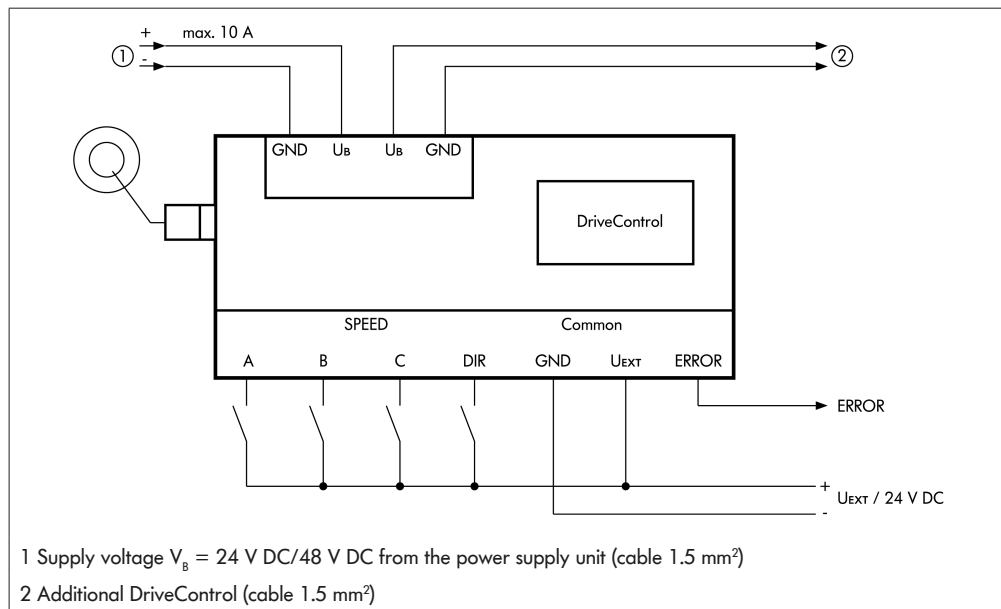 + max. 10 A
1 - 2
GND UB UB GND
DriveControl
SPEED Common
A B C DIR GND UEXT ERROR
ERROR
+
UEXT / 24 V DC
-
1 Supply voltage VB = 24 V DC/48 V DC from the power supply unit (cable 1.5 mm²)
2 Additional DriveControl (cable 1.5 mm²)